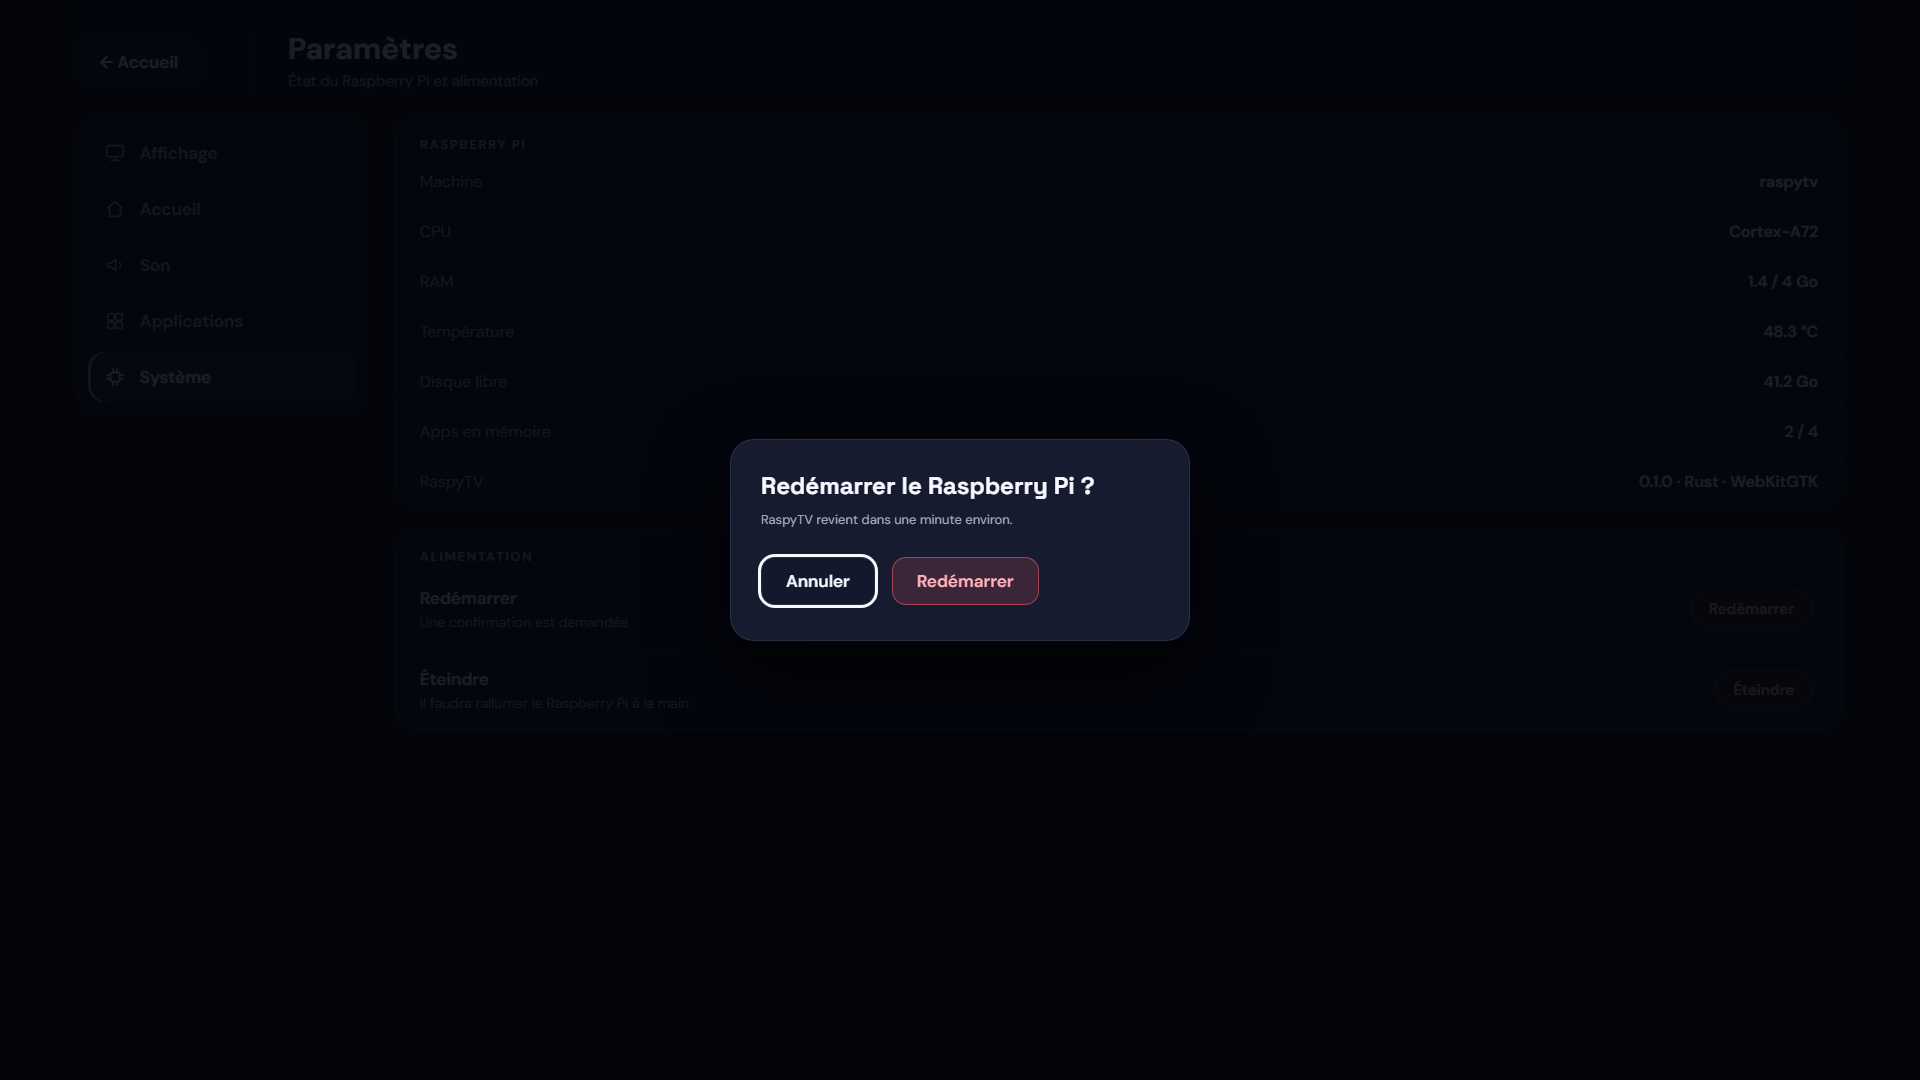 ← Accueil
Paramètres
État du Raspberry Pi et alimentation
Affichage
Accueil
Son
Applications
Système
RASPBERRY PI
Machine raspytv
CPU Cortex-A72
RAM 1.4 / 4 Go
Température 48.3 °C
Disque libre 41.2 Go
Apps en mémoire 2 / 4
RaspyTV 0.1.0 · Rust · WebKitGTK
Redémarrer le Raspberry Pi ?
RaspyTV revient dans une minute environ.
Annuler Redémarrer
ALIMENTATION
Redémarrer
Une confirmation est demandée
Redémarrer
Éteindre
Il faudra rallumer le Raspberry Pi à la main
Éteindre